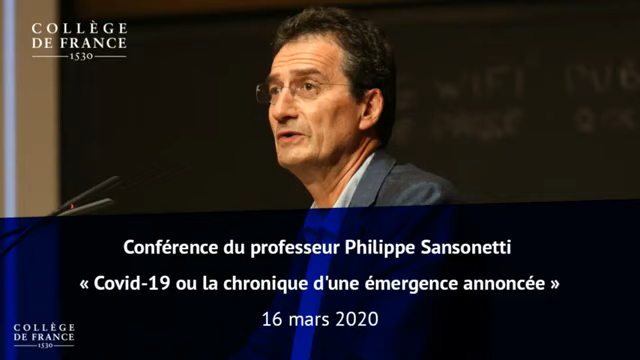 COLLÈGE
DE FRANCE
1530
Conférence du professeur Philippe Sansonetti
« Covid-19 ou la chronique d'une émergence annoncée »
16 mars 2020
COLLÈGE
DE FRANCE
1530